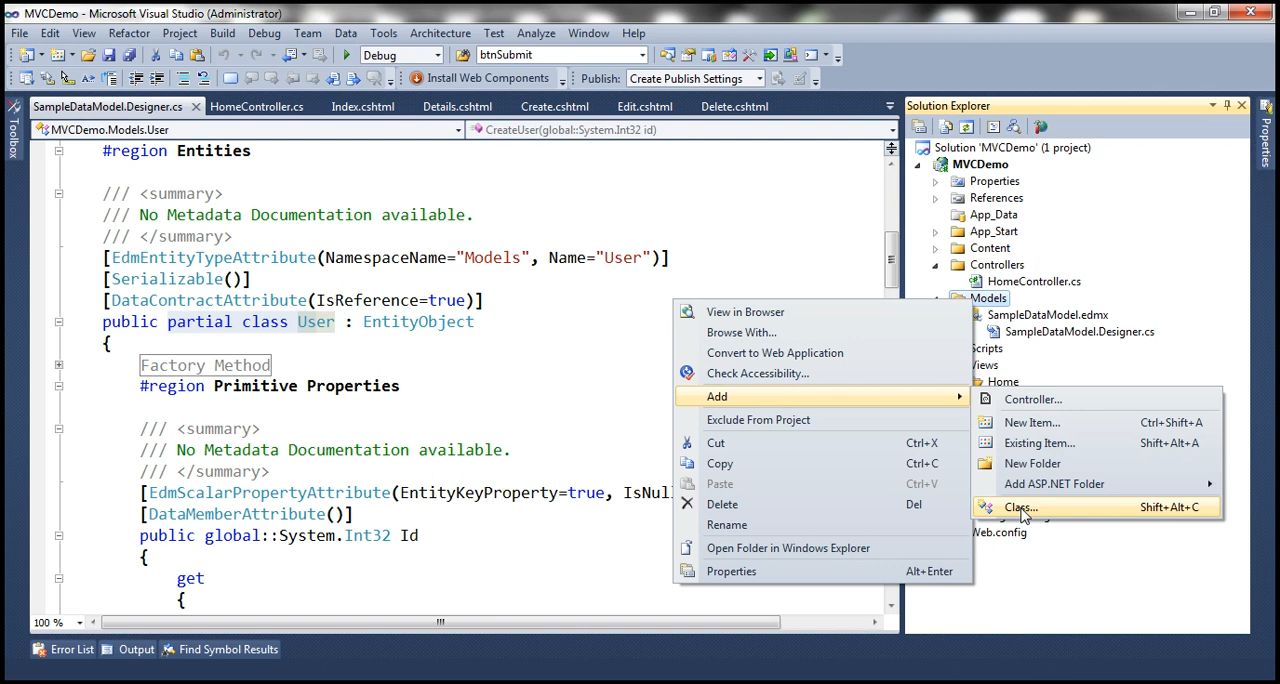 MVCDemo - Microsoft Visual Studio (Administrator)
File Edit View Refactor Project Build Debug Team Data Tools Architecture Test Analyze Window Help
Debug btnSubmit
Install Web Components Publish: Create Publish Settings
Toolbox
SampleDataModel.Designer.cs HomeController.cs Index.cshtml Details.cshtml Create.cshtml Edit.cshtml Delete.cshtml
MVCDemo.Models.User CreateUser(global::System.Int32 id)
#region Entities
/// <summary>
/// No Metadata Documentation available.
/// </summary>
[EdmEntityTypeAttribute(NamespaceName="Models", Name="User")]
[Serializable()]
[DataContractAttribute(IsReference=true)]
public partial class User : EntityObject
{
Factory Method
#region Primitive Properties
/// <summary>
/// No Metadata Documentation available.
/// </summary>
[EdmScalarPropertyAttribute(EntityKeyProperty=true, IsNull
[DataMemberAttribute()]
public global::System.Int32 Id
{
get
{
100 %
Error List Output Find Symbol Results
View in Browser
Browse With...
Convert to Web Application
Check Accessibility...
Add
Exclude From Project
Cut Ctrl+X
Copy Ctrl+C
Paste Ctrl+V
Delete Del
Rename
Open Folder in Windows Explorer
Properties Alt+Enter
Controller...
New Item... Ctrl+Shift+A
Existing Item... Shift+Alt+A
New Folder
Add ASP.NET Folder
Class... Shift+Alt+C
Solution Explorer
Solution 'MVCDemo' (1 project)
MVCDemo
Properties
References
App_Data
App_Start
Content
Controllers
HomeController.cs
Models
SampleDataModel.edmx
SampleDataModel.Designer.cs
Scripts
Views
Home
Web.config
Properties